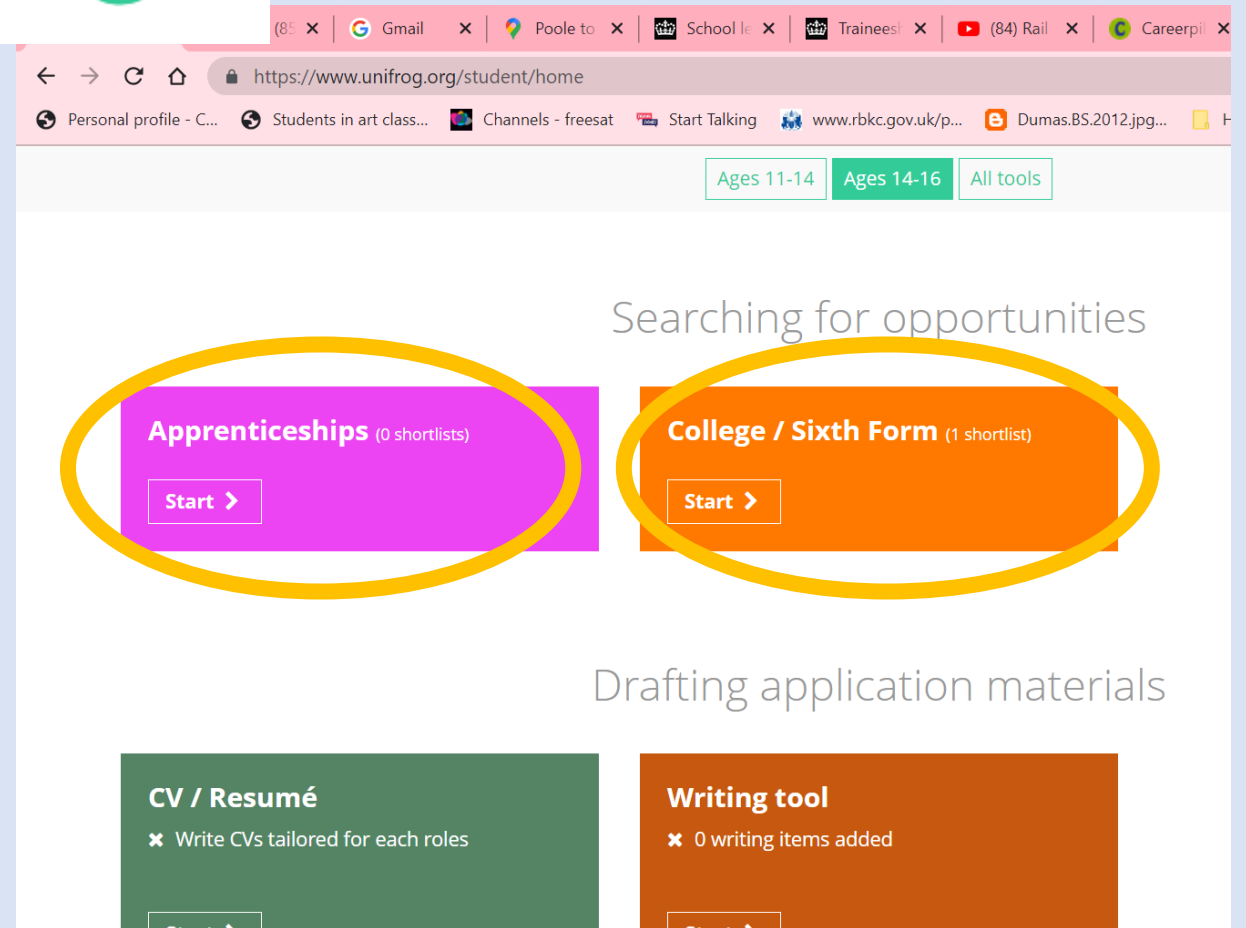 (85 Gmail Poole to School le Traineesh (84) Rail Careerpil
https://www.unifrog.org/student/home
Personal profile - C... Students in art class... Channels - freesat Start Talking www.rbkc.gov.uk/p... Dumas.BS.2012.jpg... H
Ages 11-14 Ages 14-16 All tools
Searching for opportunities
Apprenticeships (0 shortlists) College / Sixth Form (1 shortlist)
Start Start
Drafting application materials
CV / Resumé Writing tool
Write CVs tailored for each roles 0 writing items added
Start Start